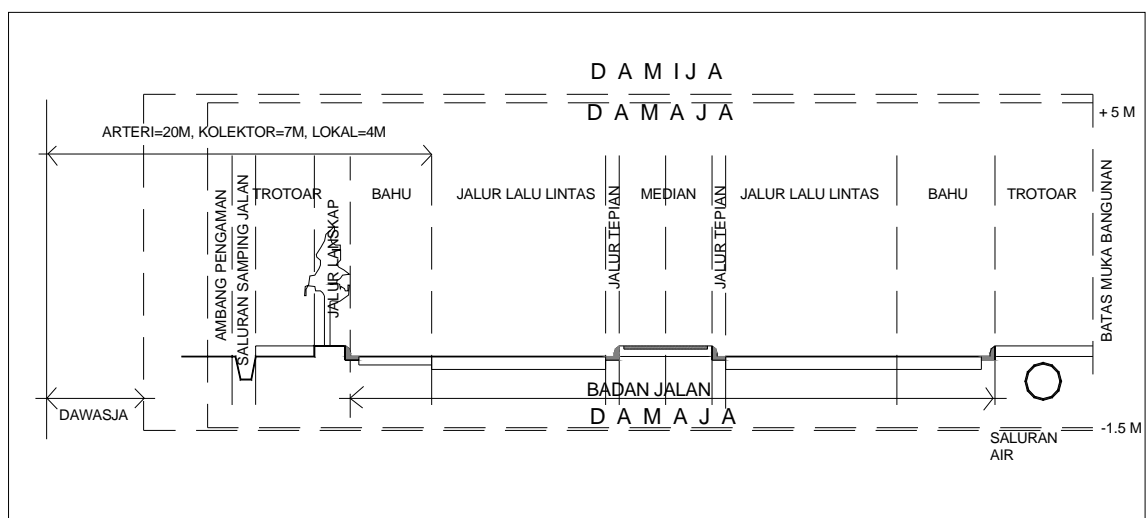 D A M I J A
D A M A J A
+ 5 M
ARTERI=20M, KOLEKTOR=7M, LOKAL=4M
AMBANG PENGAMAN
SALURAN SAMPING JALAN
TROTOAR
JALUR LANSKAP
BAHU
JALUR LALU LINTAS
JALUR TEPIAN
MEDIAN
JALUR TEPIAN
JALUR LALU LINTAS
BAHU
TROTOAR
BATAS MUKA BANGUNAN
BADAN JALAN
DAWASJA
D A M A J A
-1.5 M
SALURAN
AIR